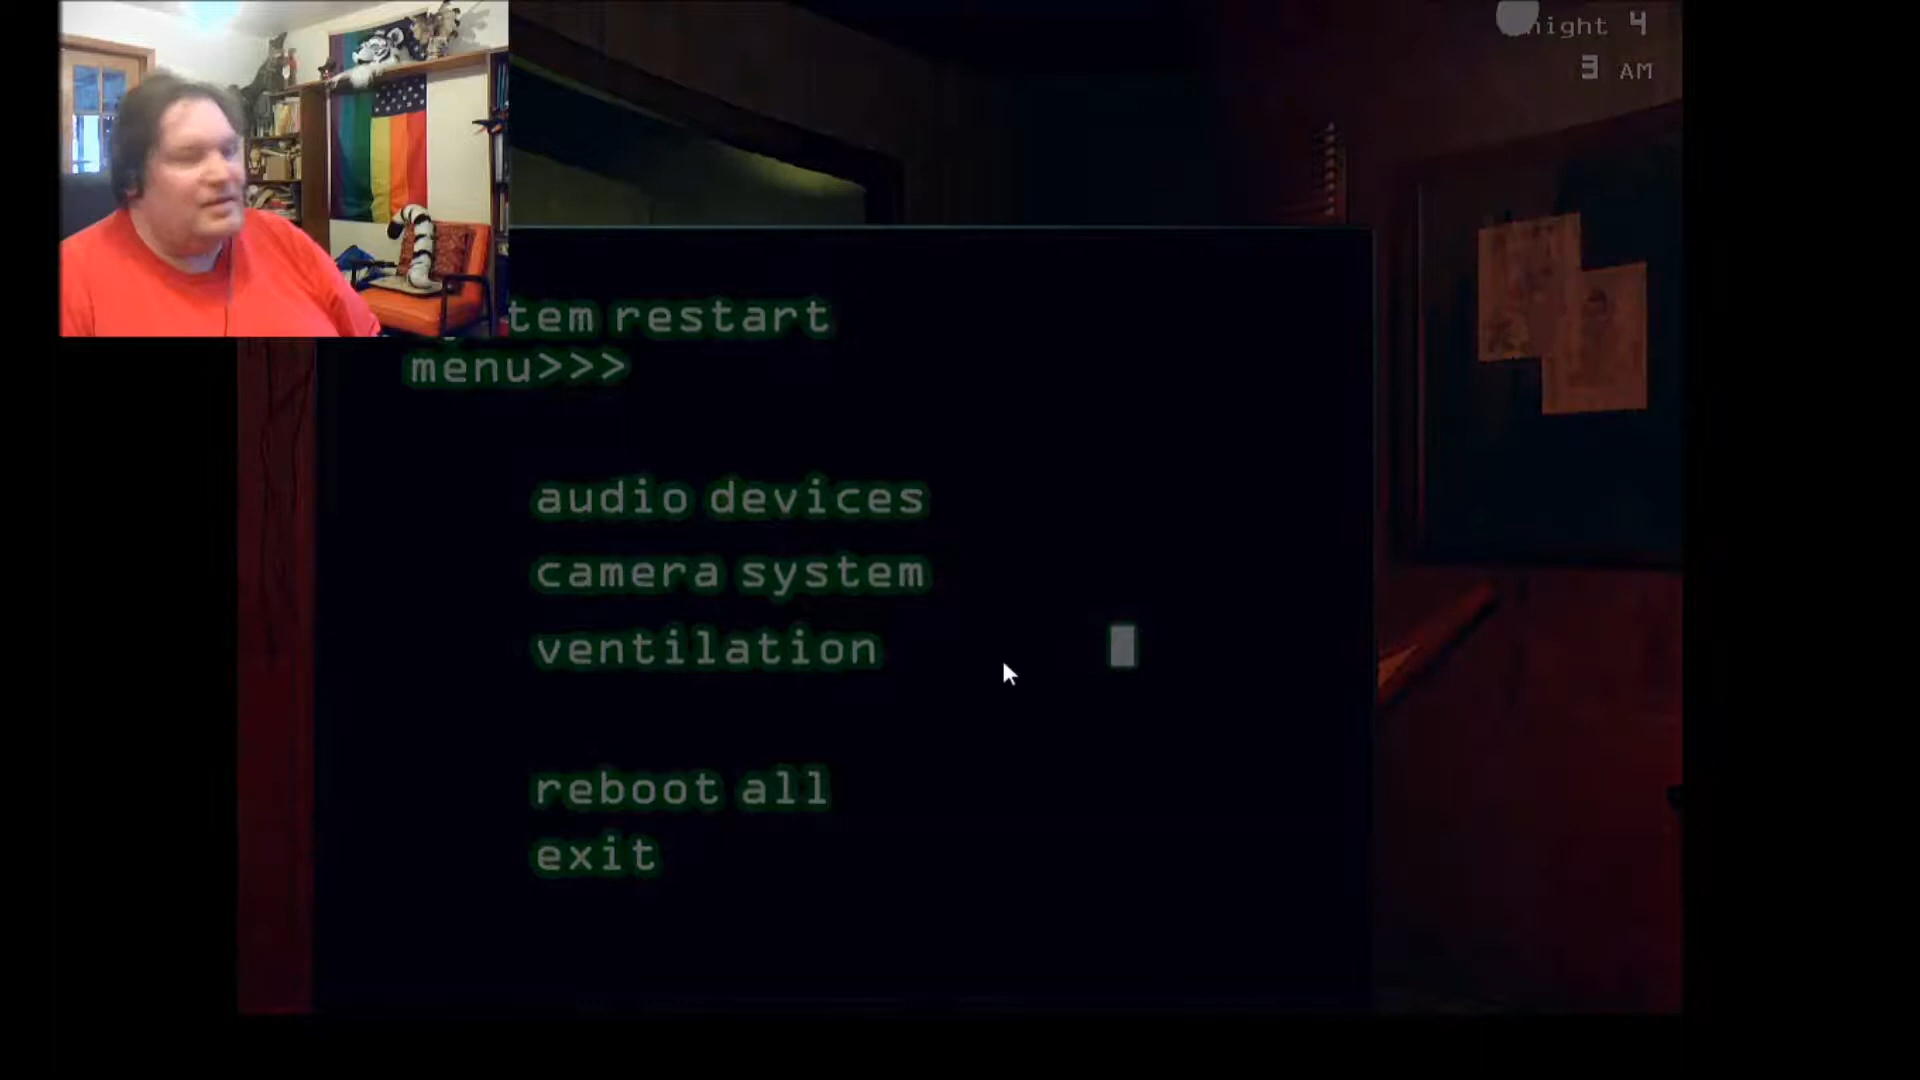 night 4
3 AM
tem restart
menu>>>
audio devices
camera system
ventilation
reboot all
exit